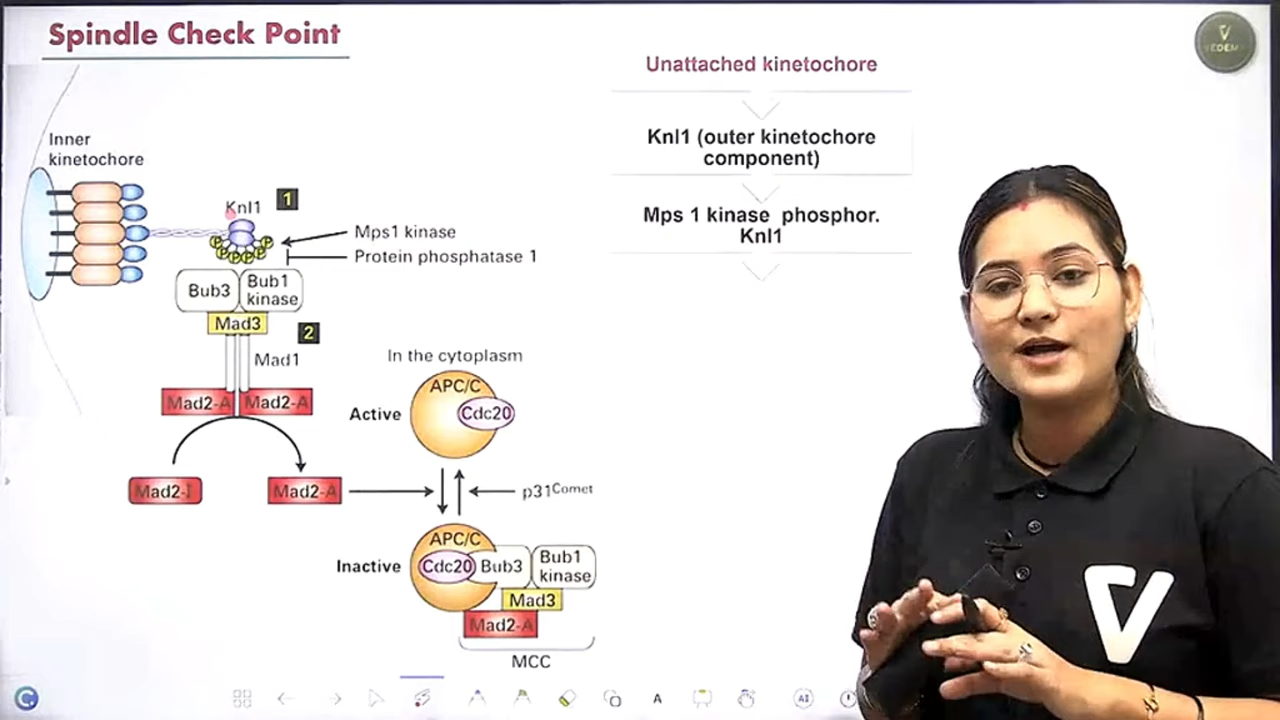 Spindle Check Point
VEDEMY
Unattached kinetochore
Knl1 (outer kinetochore
component)
Mps 1 kinase phosphor.
Knl1
Inner
kinetochore
Knl1
1
Mps1 kinase
Protein phosphatase 1
Bub3
Bub1
kinase
Mad3
2
Mad1
Mad2-A
Mad2-A
Mad2-I
Mad2-A
In the cytoplasm
APC/C
Active
Cdc20
p31Comet
APC/C
Inactive
Cdc20
Bub3
Bub1
kinase
Mad3
Mad2-A
MCC
A
AI